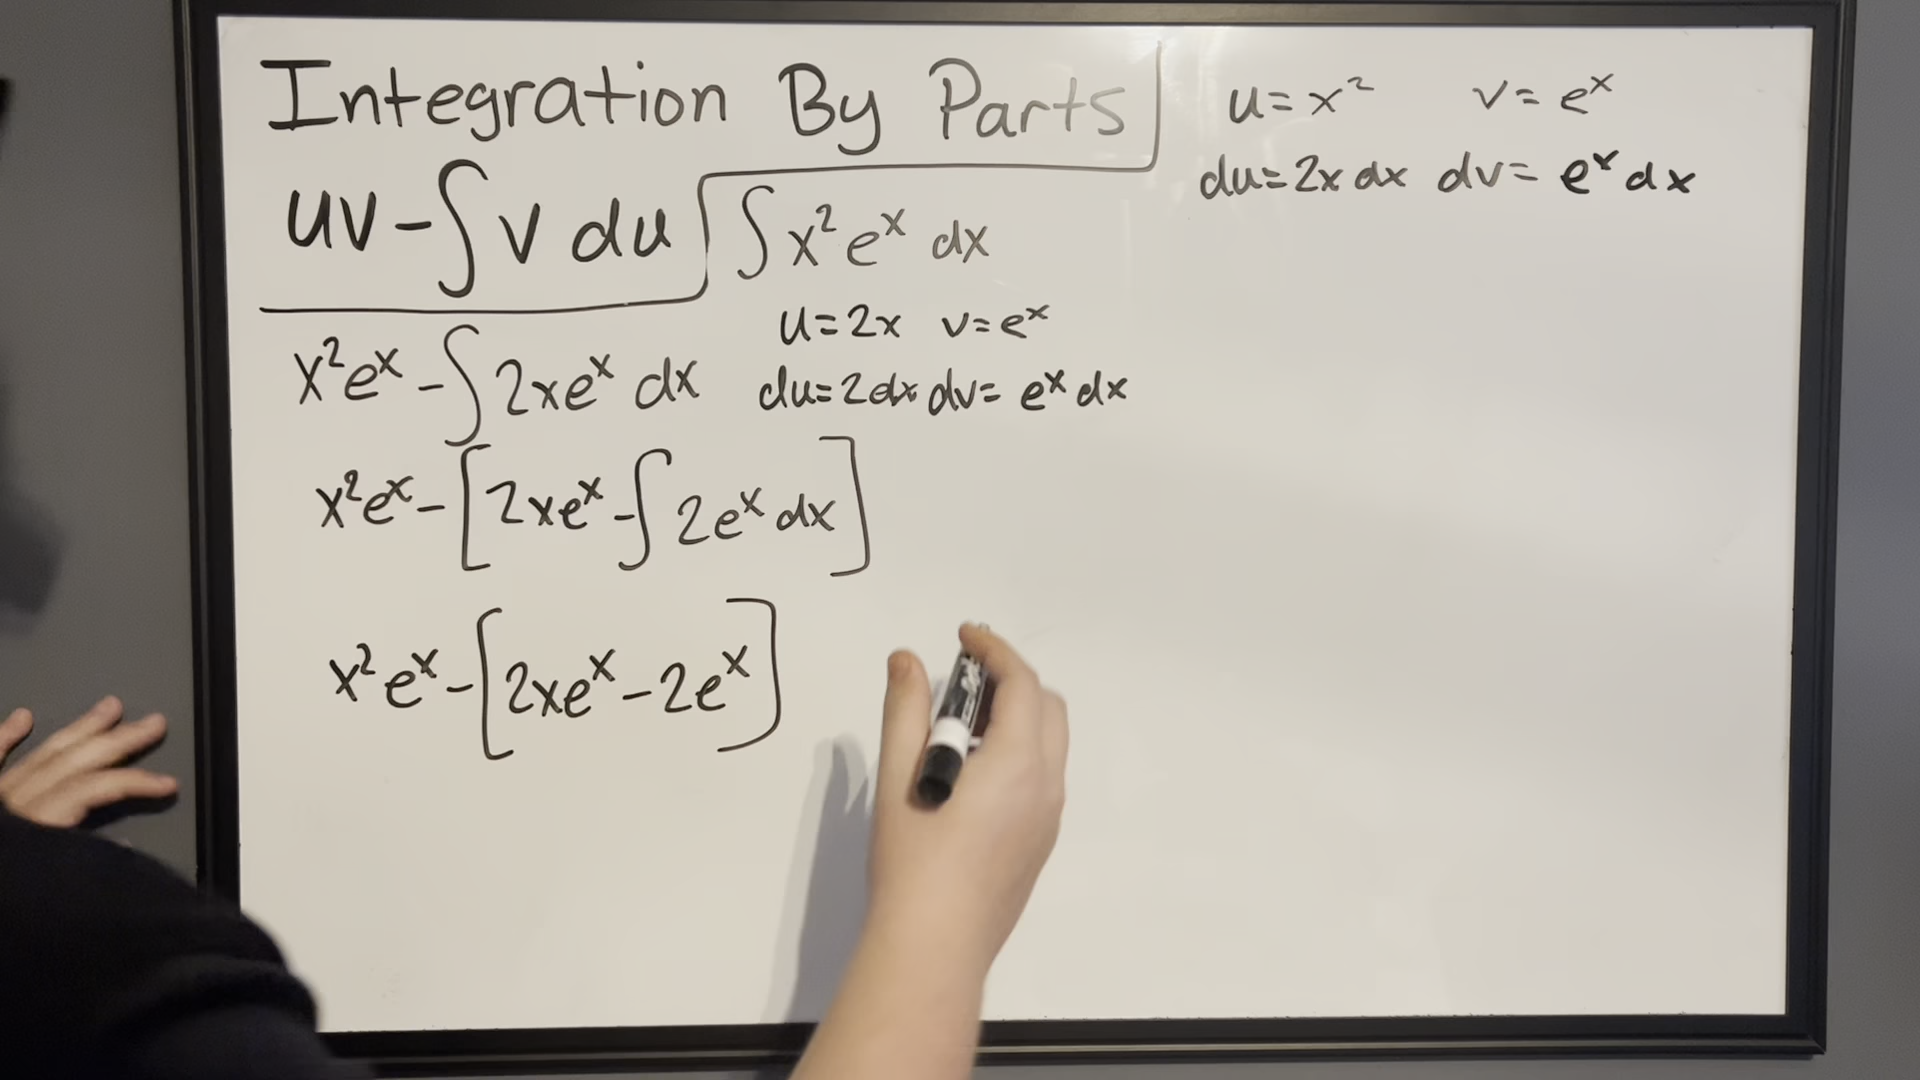 Integration By Parts
u=x² v=eˣ
du=2x dx dv=eˣ dx
uv-∫v du
∫x²eˣ dx
u=2x v=eˣ
du=2dx dv=eˣ dx
x²eˣ-∫2xeˣ dx
x²eˣ-[2xeˣ-∫2eˣ dx]
x²eˣ-[2xeˣ-2eˣ]